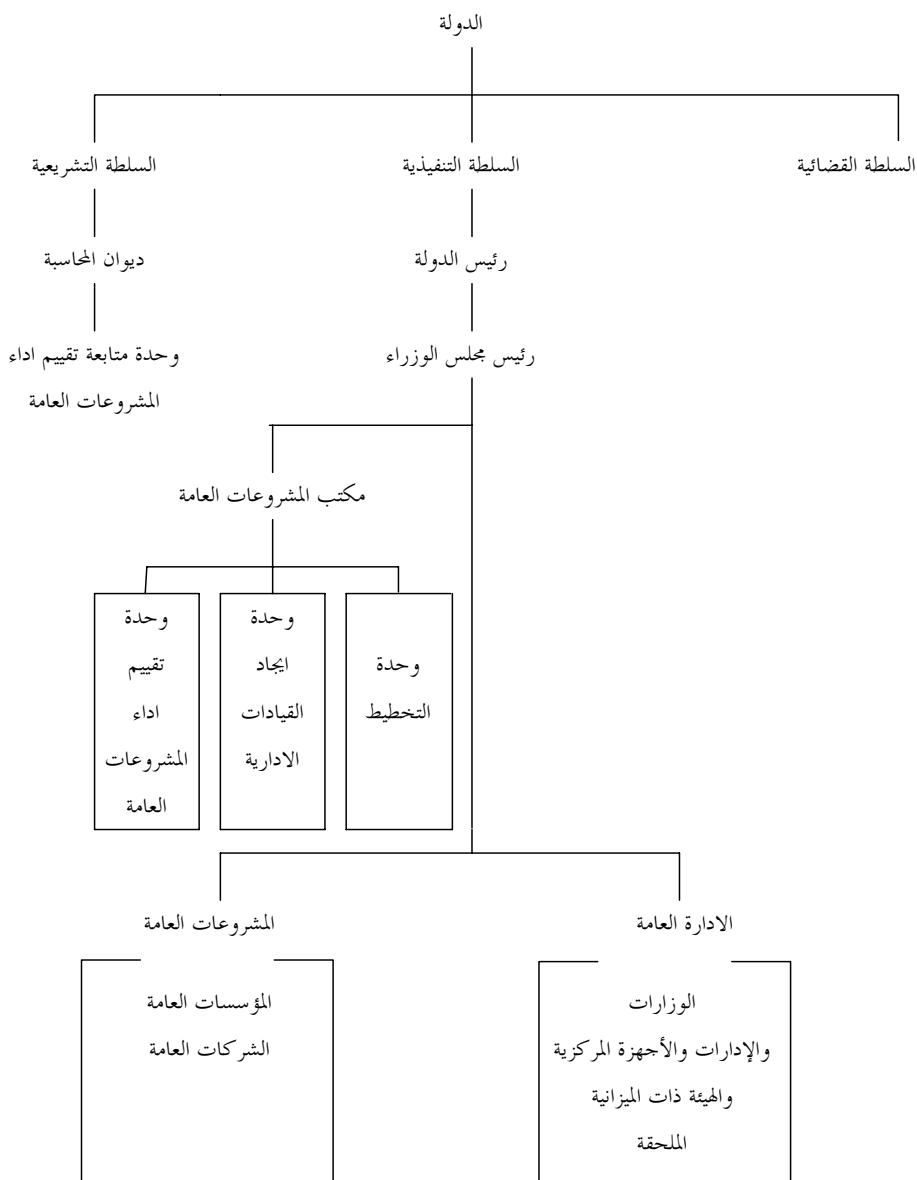 الدولة
السلطة القضائية
السلطة التنفيذية
السلطة التشريعية
رئيس الدولة
ديوان المحاسبة
رئيس مجلس الوزراء
وحدة متابعة تقييم اداء
المشروعات العامة
مكتب المشروعات العامة
وحدة
التخطيط
وحدة
ايجاد
القيادات
الادارية
وحدة
تقييم
اداء
المشروعات
العامة
الادارة العامة
الوزارات
والإدارات والأجهزة المركزية
والهيئة ذات الميزانية
الملحقة
المشروعات العامة
المؤسسات العامة
الشركات العامة